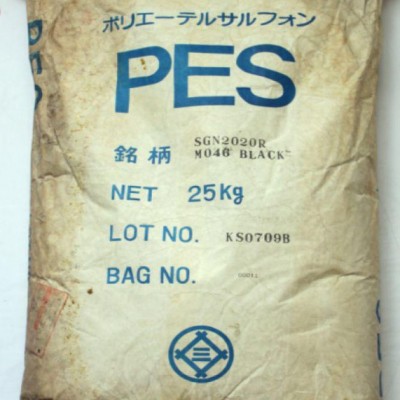 ポリエーテルサルフォン
PES
銘柄 SGN2020R
M046 BLACK
NET 25Kg
LOT NO. KS0709B
BAG NO.
三